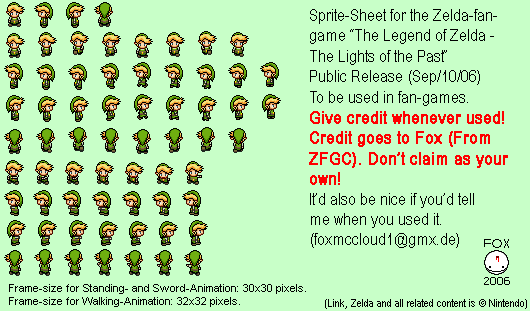 Sprite-Sheet for the Zelda-fan-
game "The Legend of Zelda -
The Lights of the Past"
Public Release (Sep/10/06)
To be used in fan-games.
Give credit whenever used!
Credit goes to Fox (From
ZFGC). Don't claim as your
own!
It'd also be nice if you'd tell
me when you used it.
(foxmccloud1@gmx.de)
FOX
2006
Frame-size for Standing- and Sword-Animation: 30x30 pixels.
Frame-size for Walking-Animation: 32x32 pixels.
(Link, Zelda and all related content is © Nintendo)